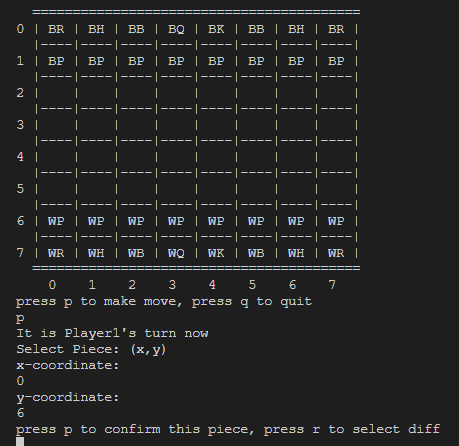 =========================================
0 | BR | BH | BB | BQ | BK | BB | BH | BR |
|----|----|----|----|----|----|----|----|
1 | BP | BP | BP | BP | BP | BP | BP | BP |
|----|----|----|----|----|----|----|----|
2 | | | | | | | | |
|----|----|----|----|----|----|----|----|
3 | | | | | | | | |
|----|----|----|----|----|----|----|----|
4 | | | | | | | | |
|----|----|----|----|----|----|----|----|
5 | | | | | | | | |
|----|----|----|----|----|----|----|----|
6 | WP | WP | WP | WP | WP | WP | WP | WP |
|----|----|----|----|----|----|----|----|
7 | WR | WH | WB | WQ | WK | WB | WH | WR |
=========================================
0 1 2 3 4 5 6 7
press p to make move, press q to quit
p
It is Player1's turn now
Select Piece: (x,y)
x-coordinate:
0
y-coordinate:
6
press p to confirm this piece, press r to select diff